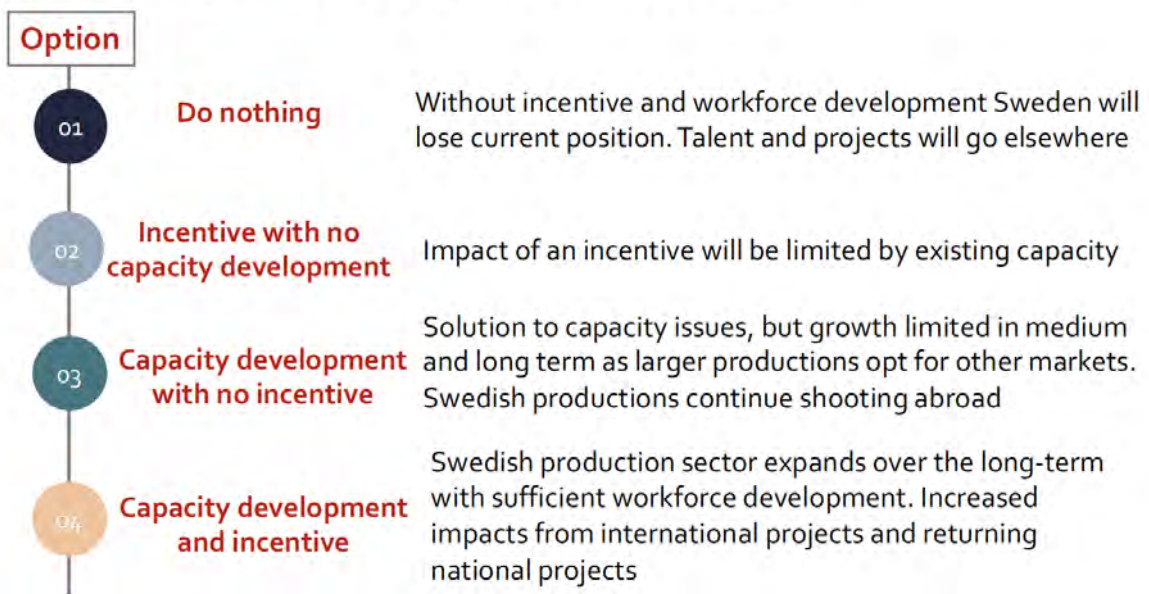 Option
01
Do nothing
Without incentive and workforce development Sweden will
lose current position. Talent and projects will go elsewhere
02
Incentive with no
capacity development
Impact of an incentive will be limited by existing capacity
03
Capacity development
with no incentive
Solution to capacity issues, but growth limited in medium
and long term as larger productions opt for other markets.
Swedish productions continue shooting abroad
04
Capacity development
and incentive
Swedish production sector expands over the long-term
with sufficient workforce development. Increased
impacts from international projects and returning
national projects